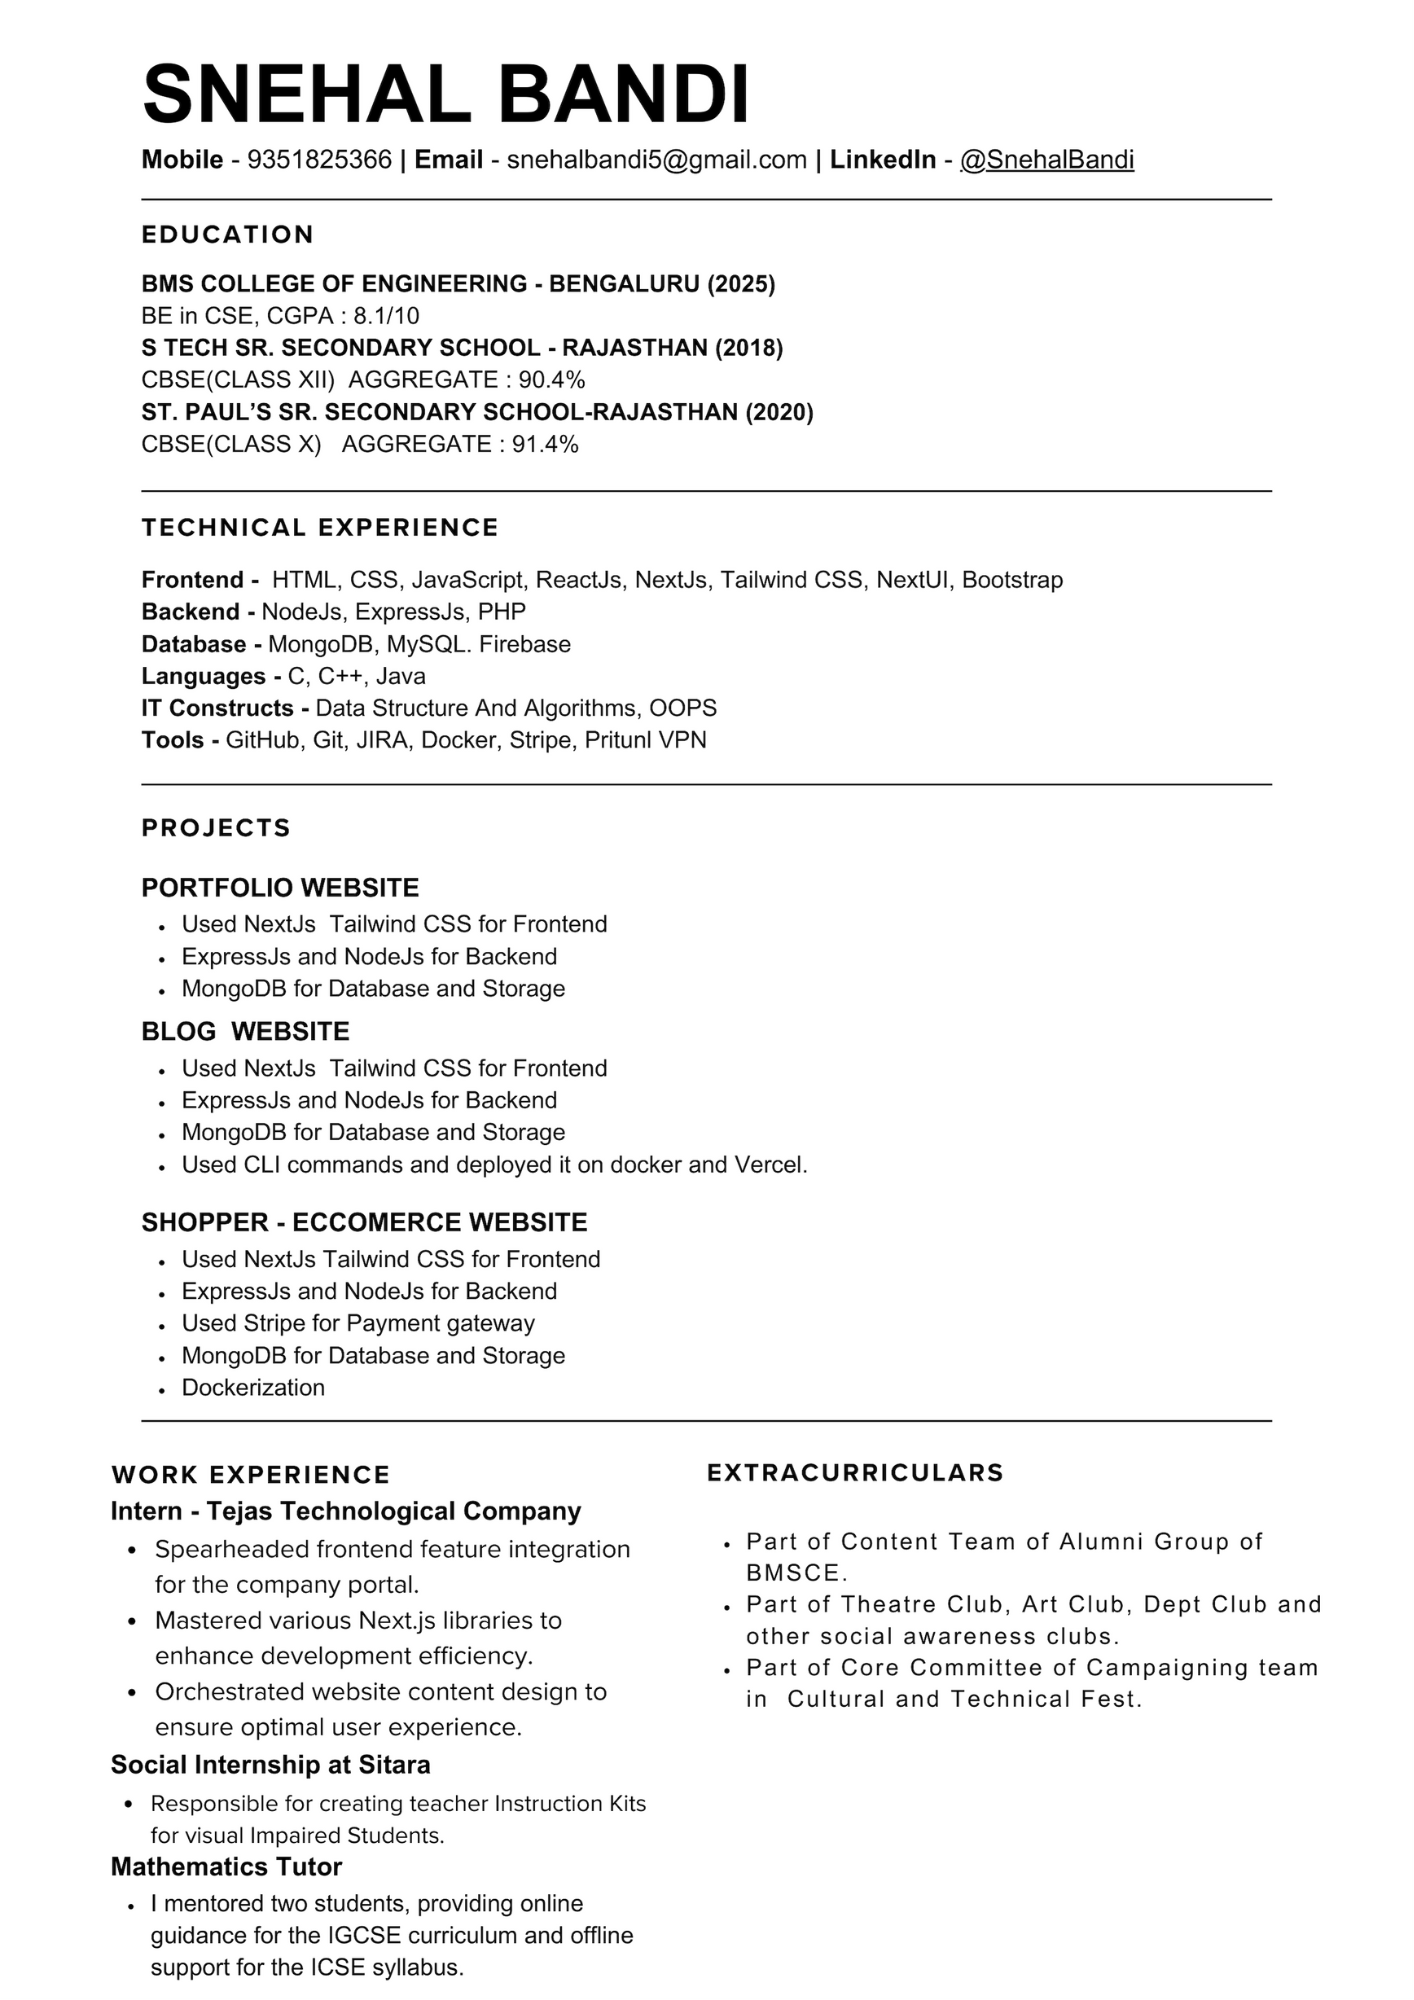 SNEHAL BANDI
Mobile - 9351825366 | Email - snehalbandi5@gmail.com | LinkedIn - @SnehalBandi
EDUCATION
BMS COLLEGE OF ENGINEERING - BENGALURU (2025)
BE in CSE, CGPA : 8.1/10
S TECH SR. SECONDARY SCHOOL - RAJASTHAN (2018)
CBSE(CLASS XII)  AGGREGATE : 90.4%
ST. PAUL’S SR. SECONDARY SCHOOL-RAJASTHAN (2020)
CBSE(CLASS X)   AGGREGATE : 91.4%
TECHNICAL EXPERIENCE
Frontend -  HTML, CSS, JavaScript, ReactJs, NextJs, Tailwind CSS, NextUI, Bootstrap
Backend - NodeJs, ExpressJs, PHP
Database - MongoDB, MySQL. Firebase
Languages - C, C++, Java
IT Constructs - Data Structure And Algorithms, OOPS
Tools - GitHub, Git, JIRA, Docker, Stripe, Pritunl VPN
PROJECTS
PORTFOLIO WEBSITE
• Used NextJs  Tailwind CSS for Frontend
• ExpressJs and NodeJs for Backend
• MongoDB for Database and Storage
BLOG  WEBSITE
• Used NextJs  Tailwind CSS for Frontend
• ExpressJs and NodeJs for Backend
• MongoDB for Database and Storage
• Used CLI commands and deployed it on docker and Vercel.
SHOPPER - ECCOMERCE WEBSITE
• Used NextJs Tailwind CSS for Frontend
• ExpressJs and NodeJs for Backend
• Used Stripe for Payment gateway
• MongoDB for Database and Storage
• Dockerization
WORK EXPERIENCE
Intern - Tejas Technological Company
• Spearheaded frontend feature integration
for the company portal.
• Mastered various Next.js libraries to
enhance development efficiency.
• Orchestrated website content design to
ensure optimal user experience.
Social Internship at Sitara
• Responsible for creating teacher Instruction Kits
for visual Impaired Students.
Mathematics Tutor
• I mentored two students, providing online
guidance for the IGCSE curriculum and offline
support for the ICSE syllabus.
EXTRACURRICULARS
• Part of Content Team of Alumni Group of
BMSCE.
• Part of Theatre Club, Art Club, Dept Club and
other social awareness clubs.
• Part of Core Committee of Campaigning team
in  Cultural and Technical Fest.